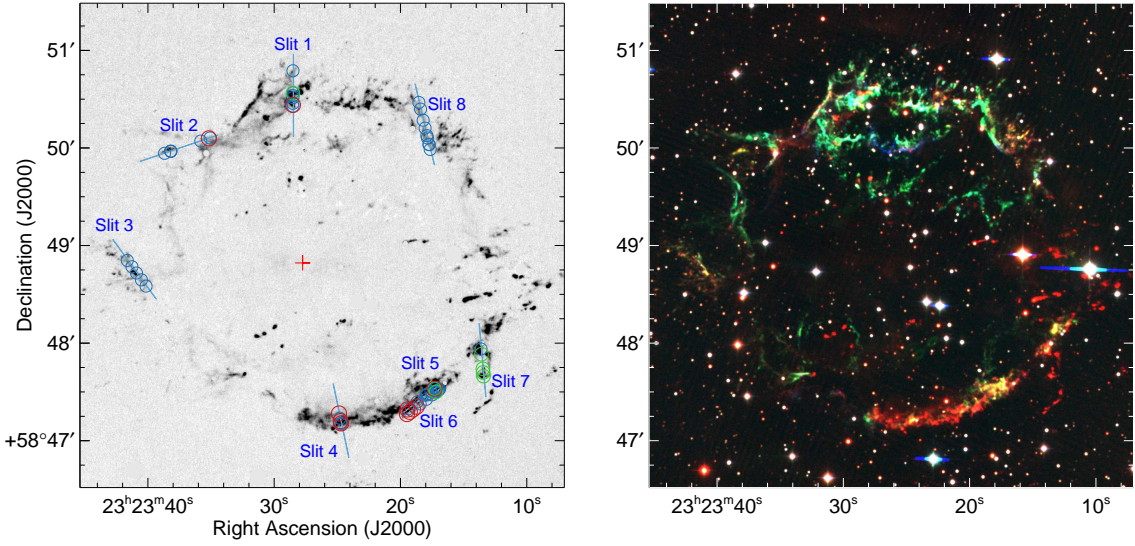 51′
50′
49′
48′
+58°47′
Declination (J2000)
Slit 1
Slit 8
Slit 2
Slit 3
Slit 5
Slit 7
Slit 6
Slit 4
23ʰ23ᵐ40ˢ
30ˢ
20ˢ
10ˢ
Right Ascension (J2000)
51′
50′
49′
48′
47′
23ʰ23ᵐ40ˢ
30ˢ
20ˢ
10ˢ